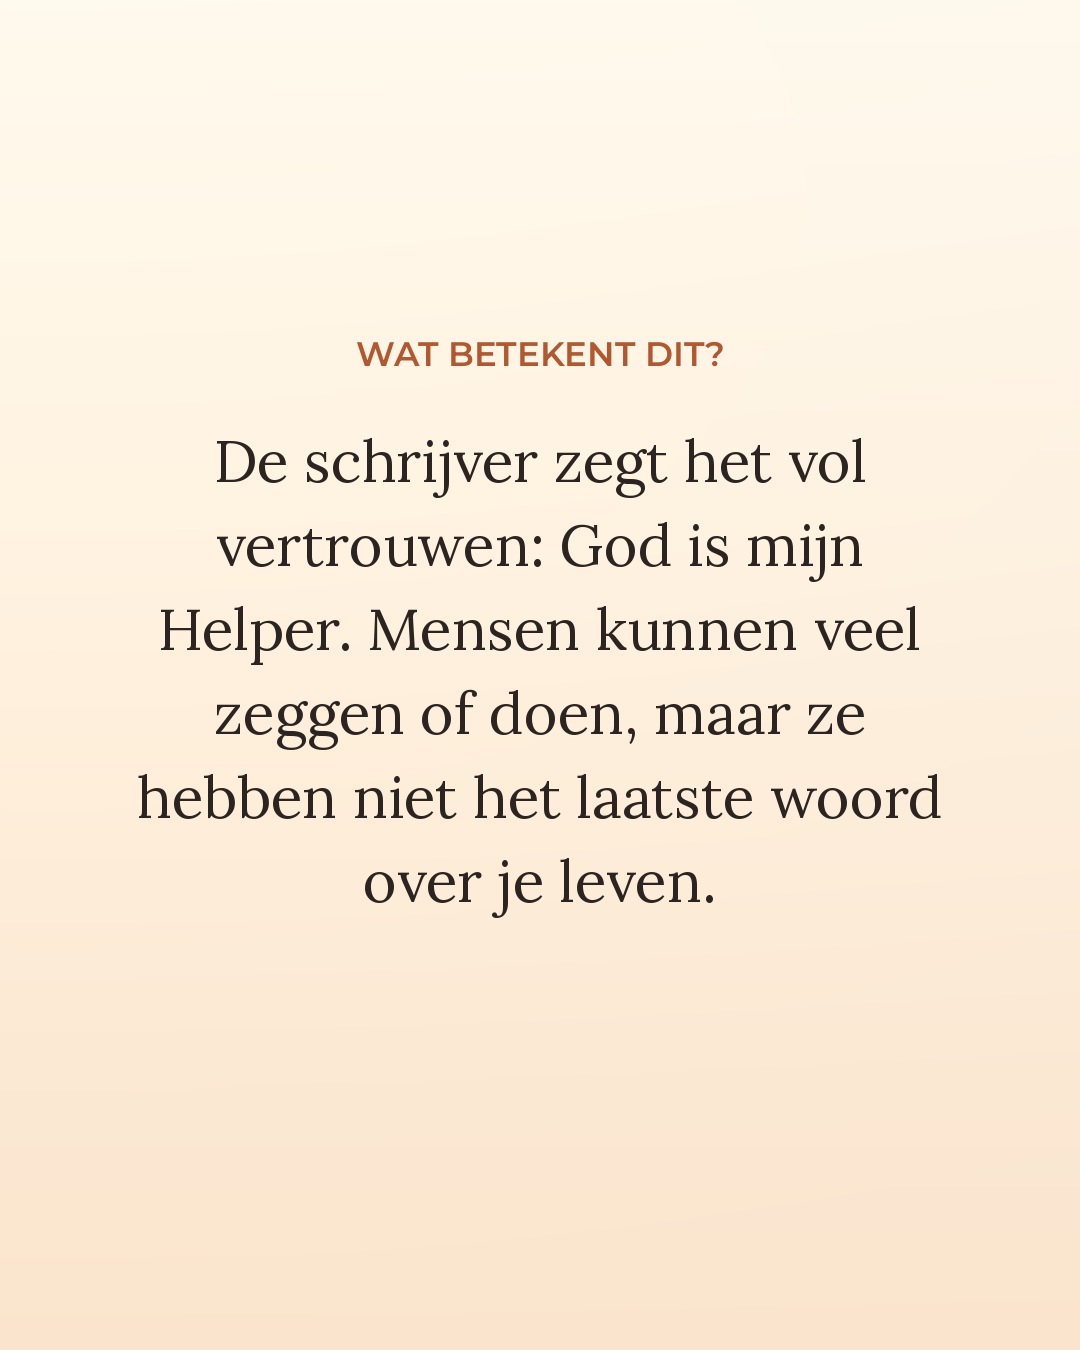 WAT BETEKENT DIT?
De schrijver zegt het vol
vertrouwen: God is mijn
Helper. Mensen kunnen veel
zeggen of doen, maar ze
hebben niet het laatste woord
over je leven.